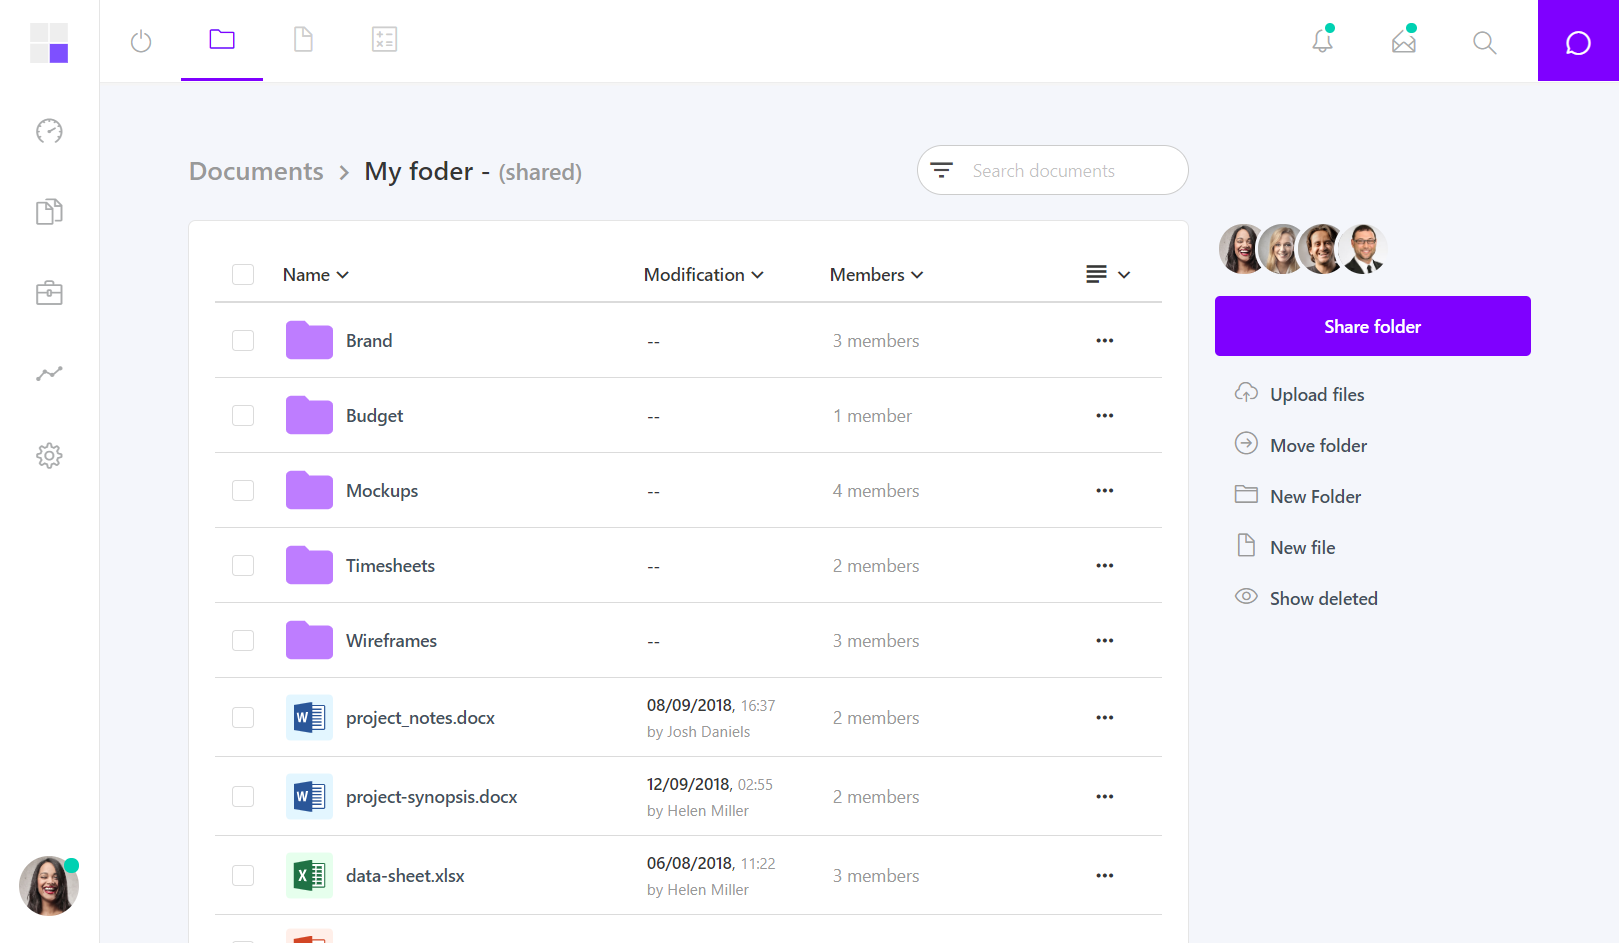 Documents > My foder - (shared)
Search documents
Name Modification Members
Brand -- 3 members
Budget -- 1 member
Mockups -- 4 members
Timesheets -- 2 members
Wireframes -- 3 members
project_notes.docx 08/09/2018, 16:37 2 members
by Josh Daniels
project-synopsis.docx 12/09/2018, 02:55 2 members
by Helen Miller
data-sheet.xlsx 06/08/2018, 11:22 3 members
by Helen Miller
Share folder
Upload files
Move folder
New Folder
New file
Show deleted